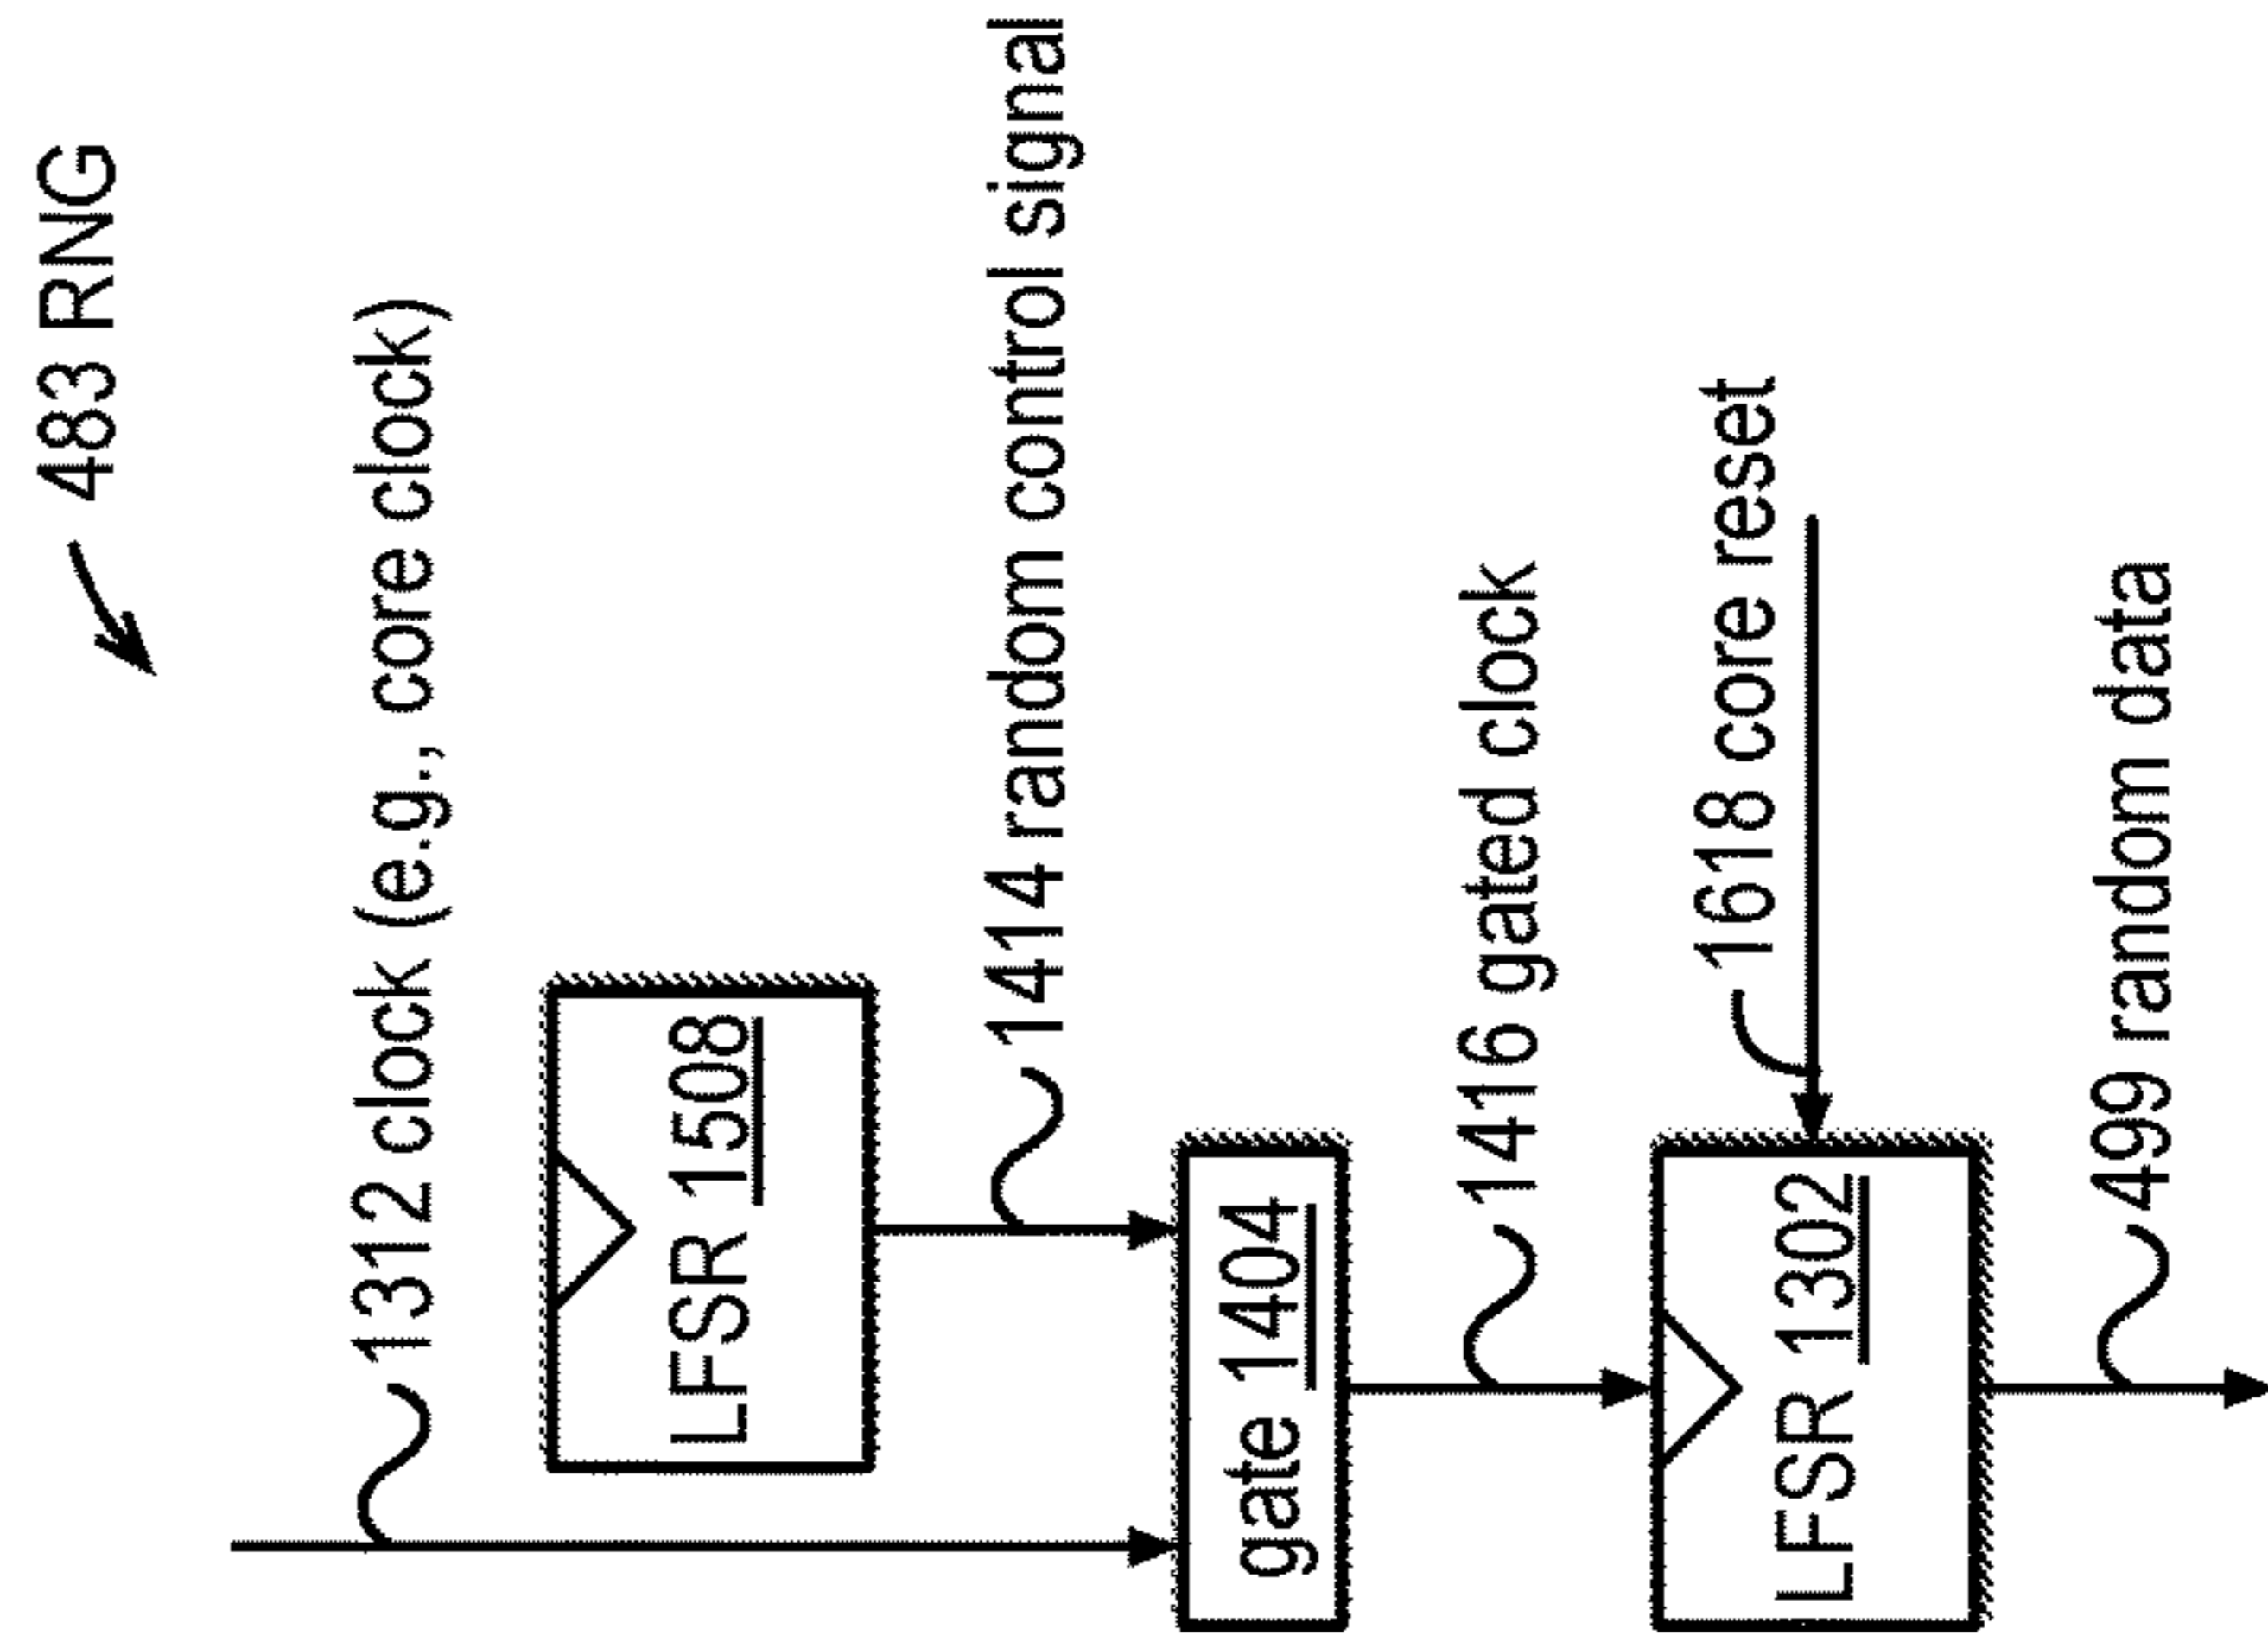 483 RNG
1312 clock (e.g., core clock)
LFSR 1508
1414 random control signal
gate 1404
1416 gated clock
1618 core reset
LFSR 1302
499 random data